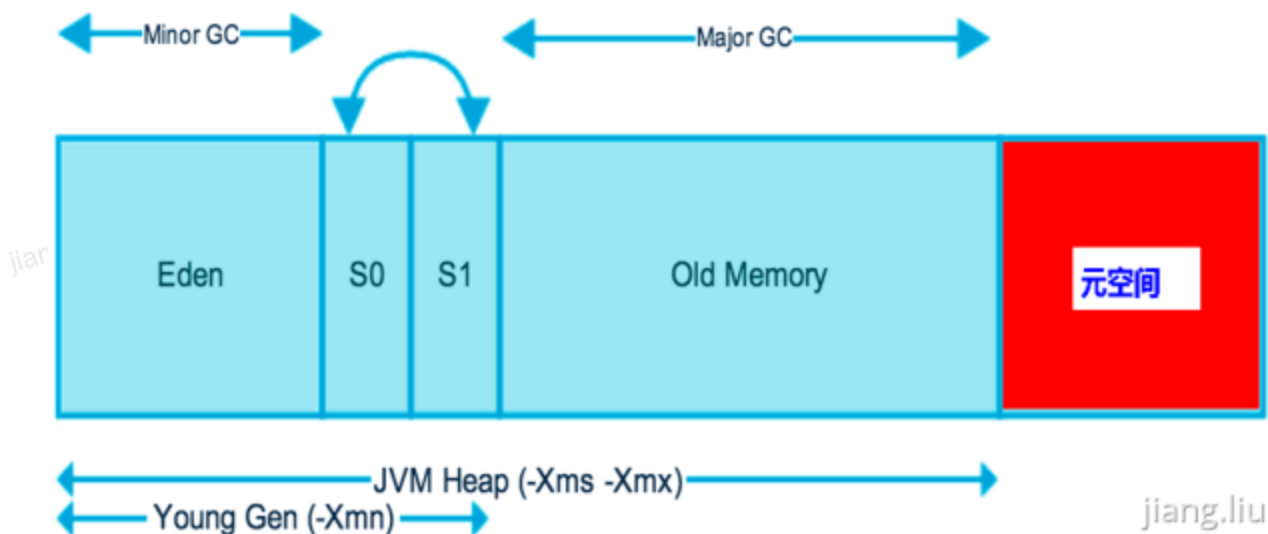 Minor GC
Major GC
jian
Eden
S0
S1
Old Memory
元空间
JVM Heap (-Xms -Xmx)
Young Gen (-Xmn)
jiang.liu